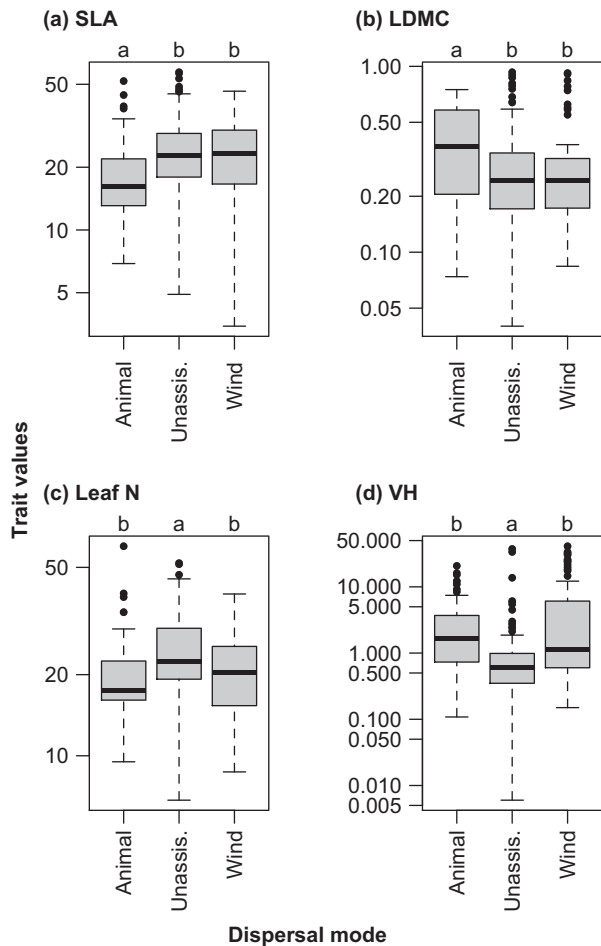 (a) SLA
a b b
50
20
10
5
Animal
Unassis.
Wind
(b) LDMC
a b b
1.00
0.50
0.20
0.10
0.05
Animal
Unassis.
Wind
Trait values
(c) Leaf N
b a b
50
20
10
Animal
Unassis.
Wind
(d) VH
b a b
50.000
10.000
5.000
1.000
0.500
0.100
0.050
0.010
0.005
Animal
Unassis.
Wind
Dispersal mode